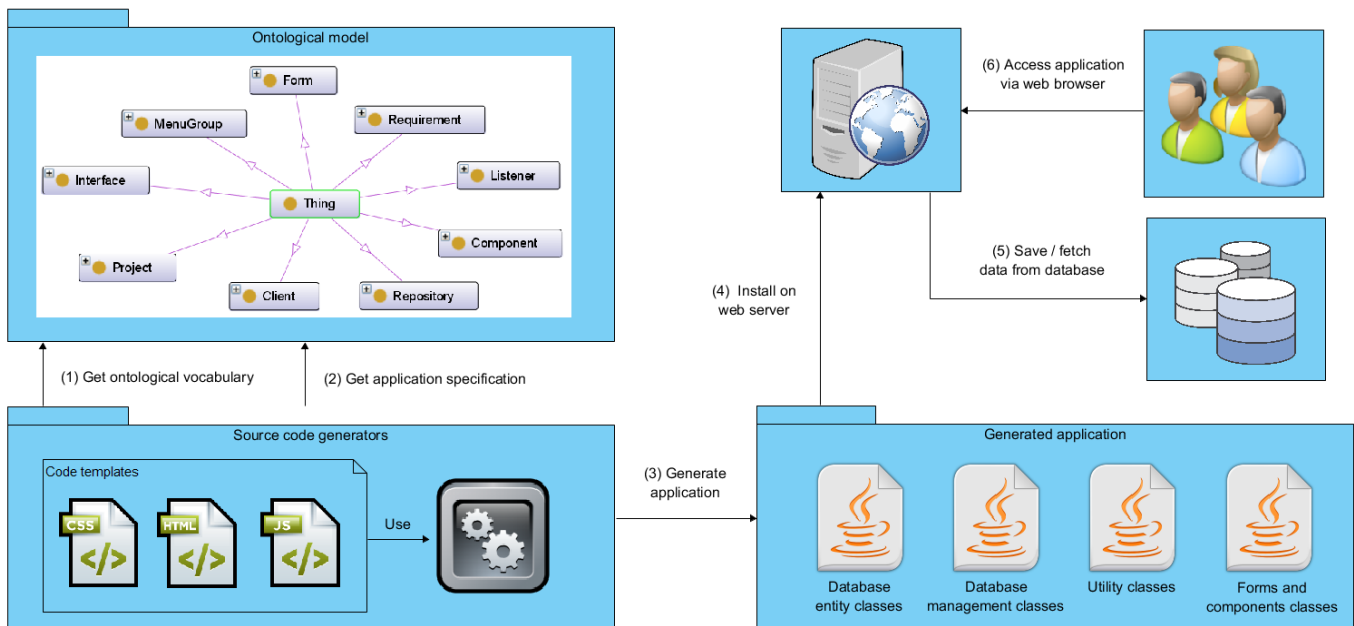 Ontological model
Form
MenuGroup
Requirement
Interface
Listener
Thing
Component
Project
Client
Repository
(1) Get ontological vocabulary
(2) Get application specification
Source code generators
Code templates
CSS
HTML
JS
Use
(3) Generate
application
Generated application
Database
entity classes
Database
management classes
Utility classes
Forms and
components classes
(4) Install on
web server
(5) Save / fetch
data from database
(6) Access application
via web browser